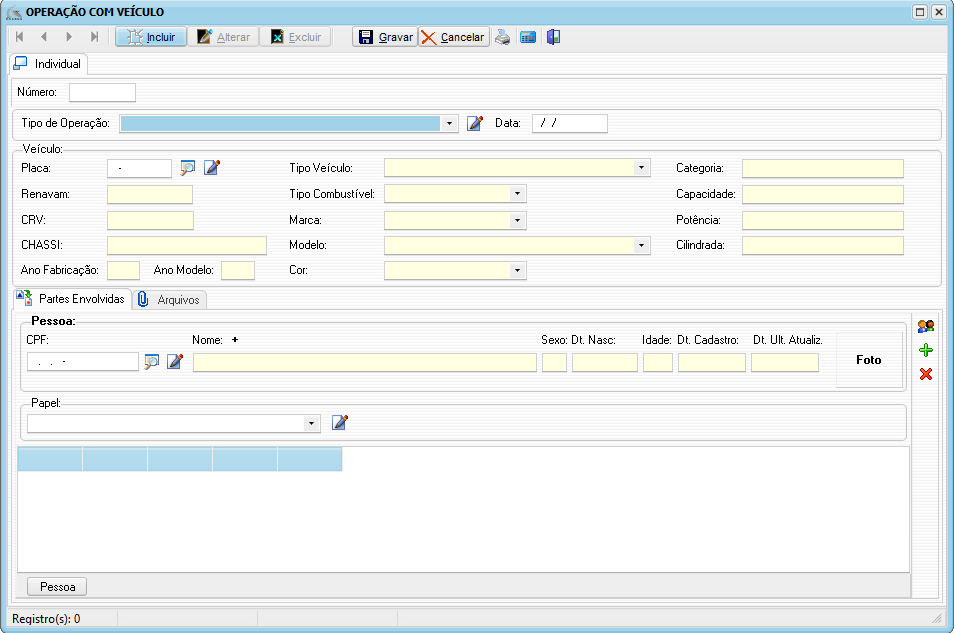 OPERAÇÃO COM VEÍCULO
Incluir Alterar Excluir Gravar Cancelar
Individual
Número:
Tipo de Operação: Data: / /
Veículo:
Placa: - Tipo Veículo: Categoria:
Renavam: Tipo Combustível: Capacidade:
CRV: Marca: Potência:
CHASSI: Modelo: Cilindrada:
Ano Fabricação: Ano Modelo: Cor:
Partes Envolvidas Arquivos
Pessoa:
CPF: Nome: + Sexo: Dt. Nasc: Idade: Dt. Cadastro: Dt. Ult. Atualiz.
. . - Foto
Papel:
Pessoa
Registro(s): 0